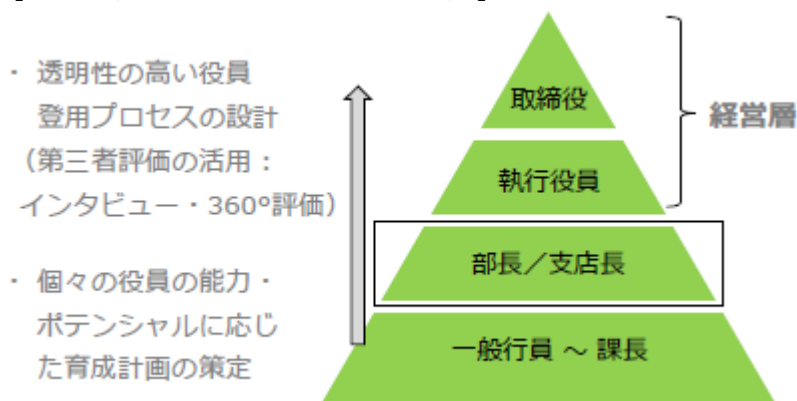 ・ 透明性の高い役員
登用プロセスの設計
（第三者評価の活用：
インタビュー・360°評価）
・ 個々の役員の能力・
ポテンシャルに応じ
た育成計画の策定
取締役
執行役員
部長／支店長
一般行員 ～ 課長
経営層